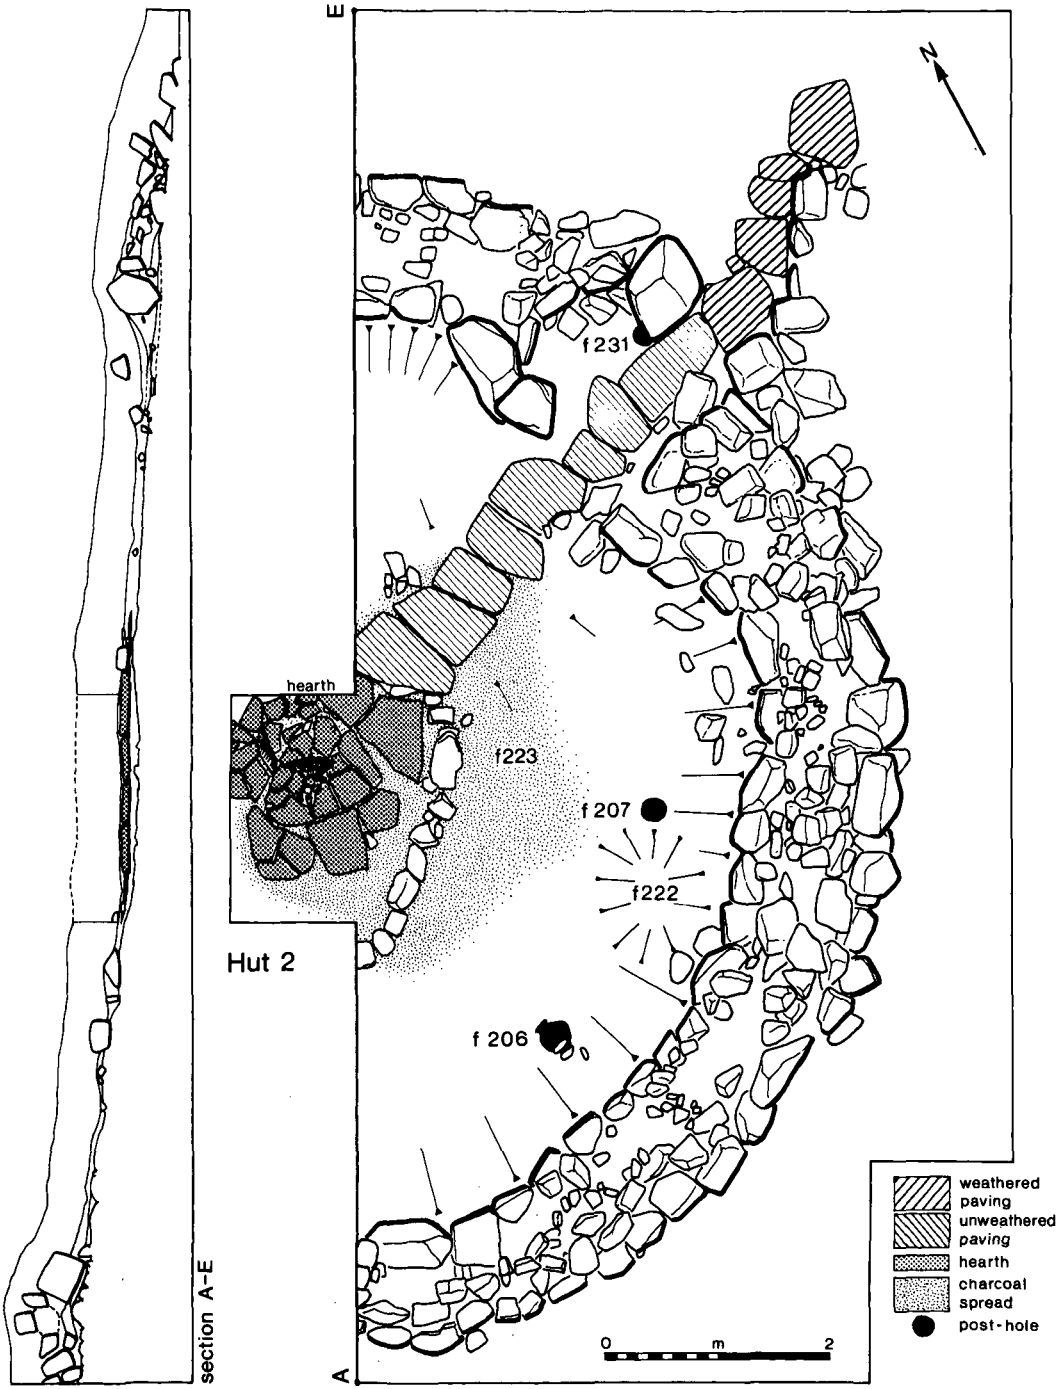 E
N
f 231
hearth
f223
f 207
f222
Hut 2
f 206
weathered
paving
unweathered
paving
hearth
charcoal
spread
post-hole
0 m 2
A
section A-E